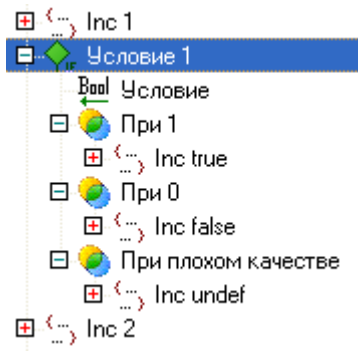 Inc 1
IF Условие 1
Bool Условие
При 1
Inc true
При 0
Inc false
При плохом качестве
Inc undef
Inc 2